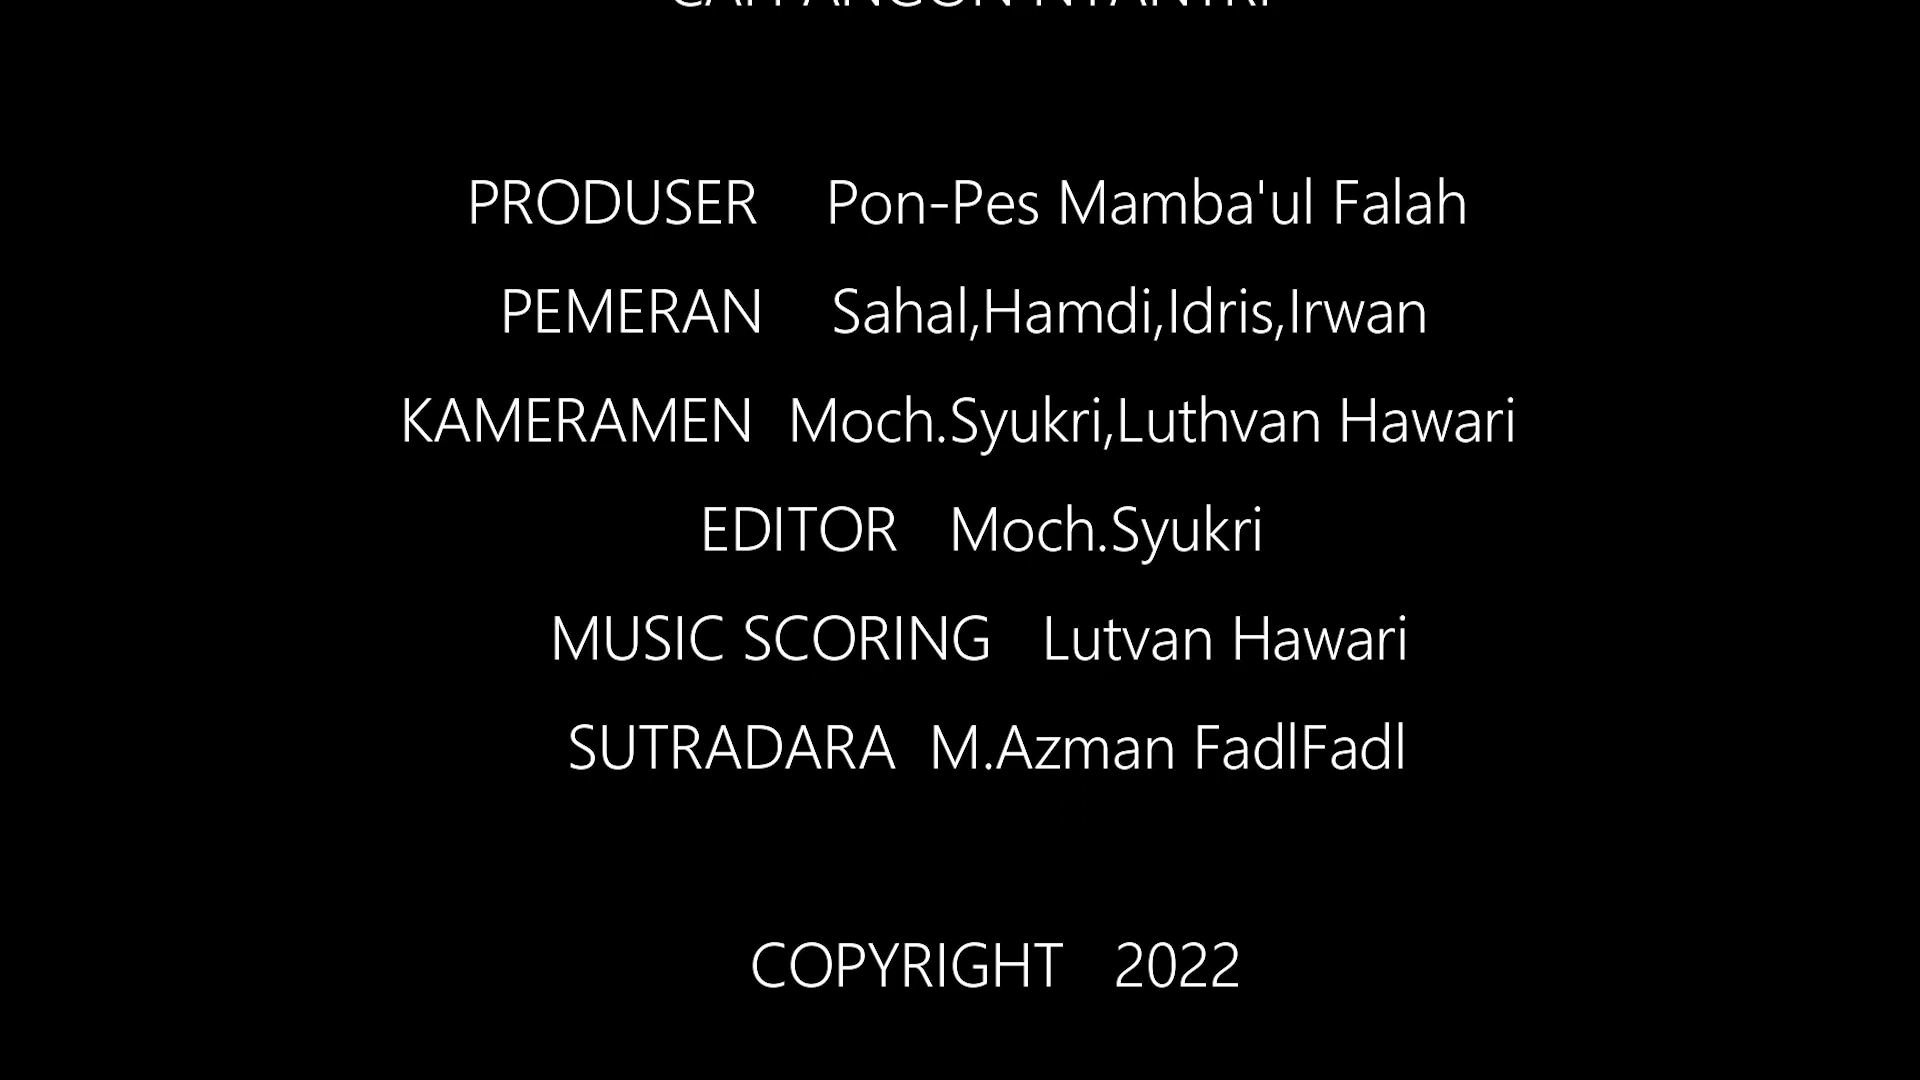 PRODUSER Pon-Pes Mamba'ul Falah
PEMERAN Sahal,Hamdi,Idris,Irwan
KAMERAMEN Moch.Syukri,Luthvan Hawari
EDITOR Moch.Syukri
MUSIC SCORING Lutvan Hawari
SUTRADARA M.Azman FadlFadl
COPYRIGHT 2022